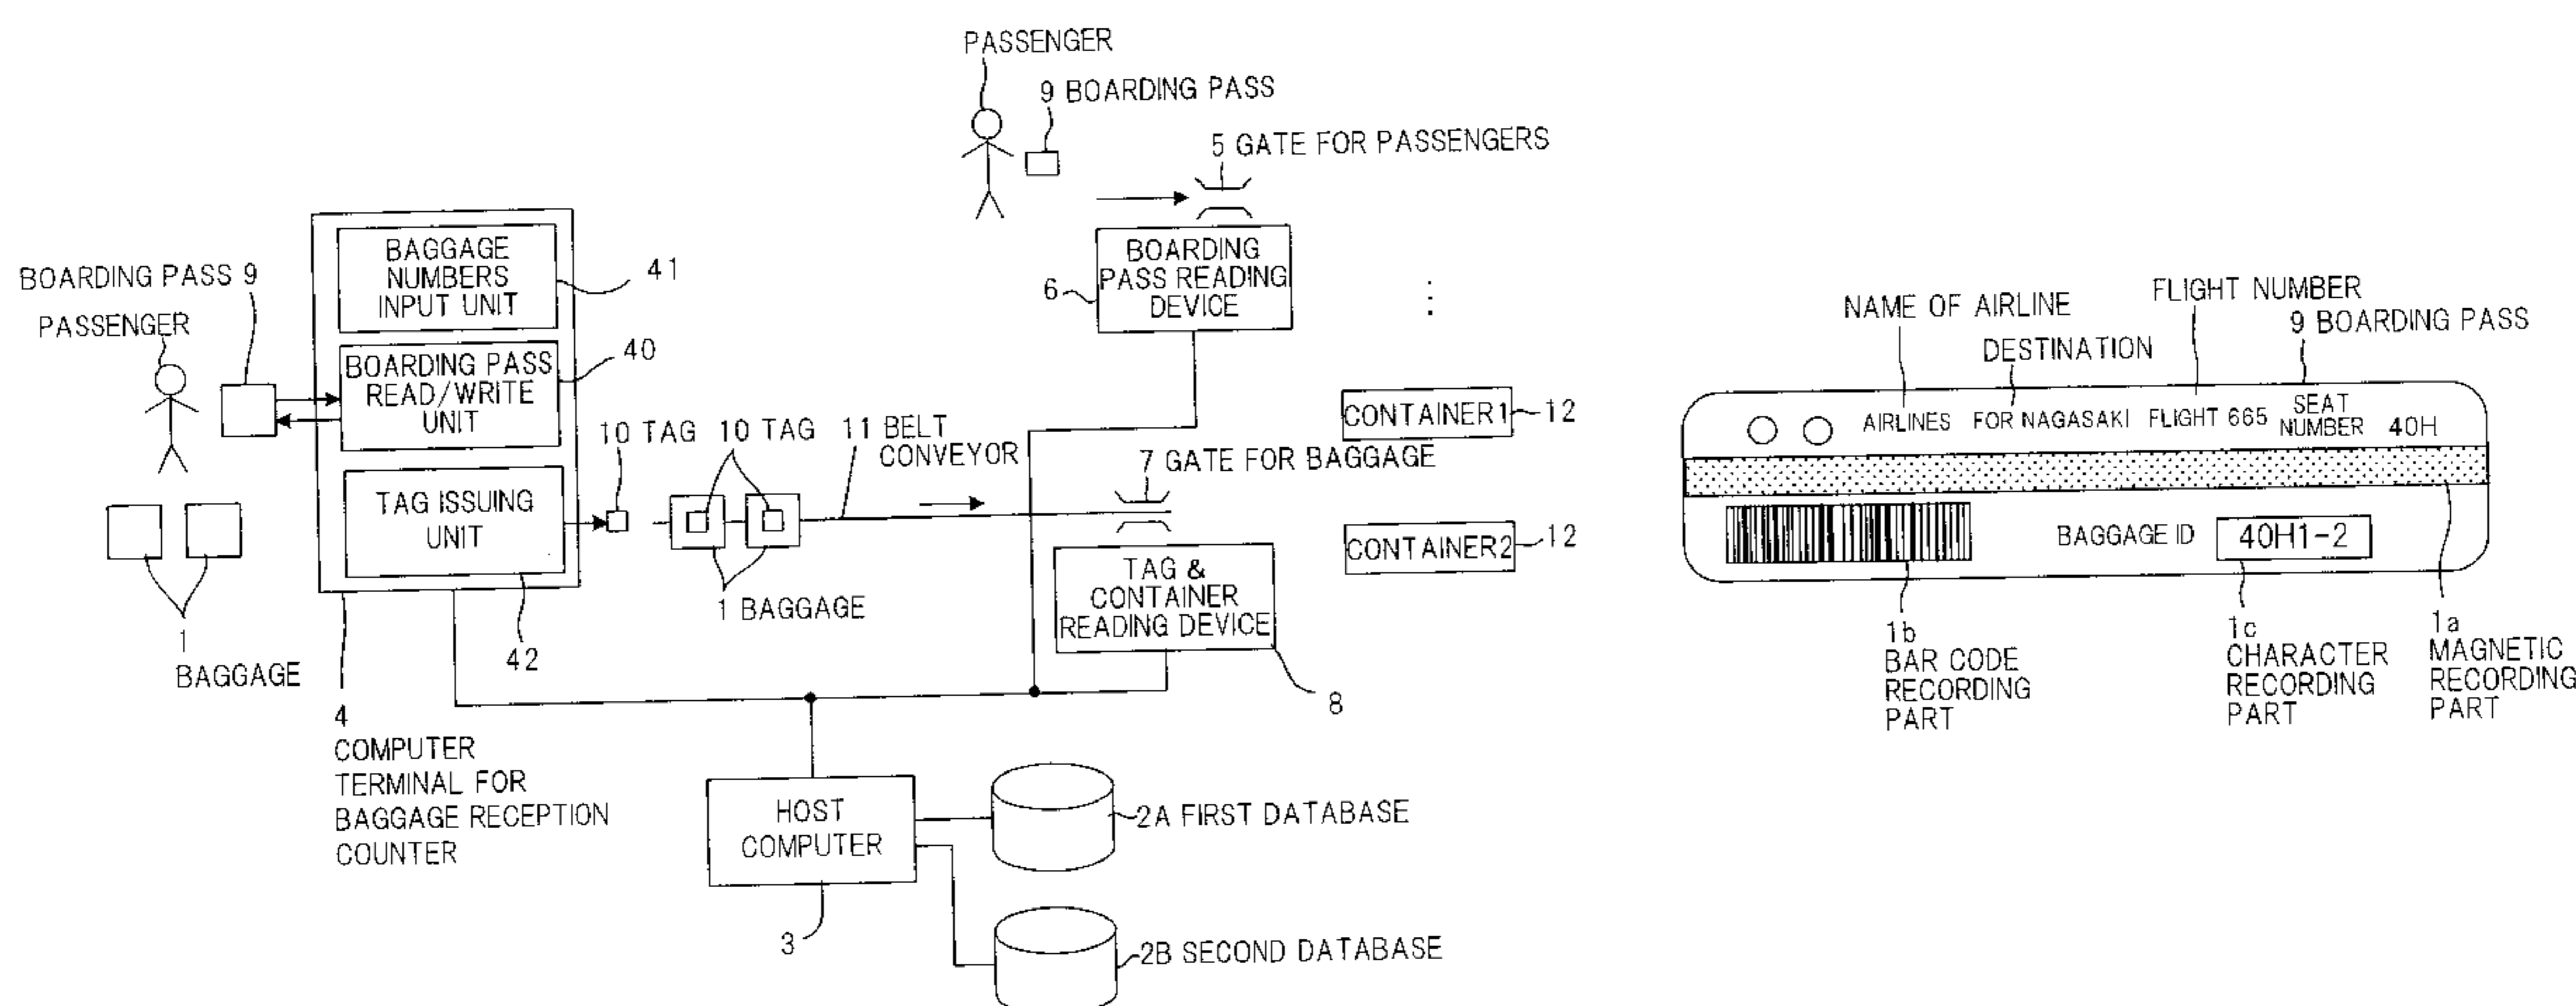 PASSENGER
9 BOARDING PASS
5 GATE FOR PASSENGERS
BOARDING
PASS READING
DEVICE
6
BAGGAGE
NUMBERS
INPUT UNIT
41
BOARDING PASS 9
PASSENGER
BOARDING PASS
READ/WRITE
UNIT
40
TAG ISSUING
UNIT
42
10 TAG
10 TAG
11 BELT
CONVEYOR
7 GATE FOR BAGGAGE
CONTAINER1
12
CONTAINER2
12
1
BAGGAGE
1 BAGGAGE
TAG &
CONTAINER
READING DEVICE
8
4
COMPUTER
TERMINAL FOR
BAGGAGE RECEPTION
COUNTER
HOST
COMPUTER
3
2A FIRST DATABASE
2B SECOND DATABASE
NAME OF AIRLINE
FLIGHT NUMBER
DESTINATION
9 BOARDING PASS
AIRLINES
FOR NAGASAKI
FLIGHT 665
SEAT
NUMBER
40H
BAGGAGE ID
40H1-2
1b
BAR CODE
RECORDING
PART
1c
CHARACTER
RECORDING
PART
1a
MAGNETIC
RECORDING
PART